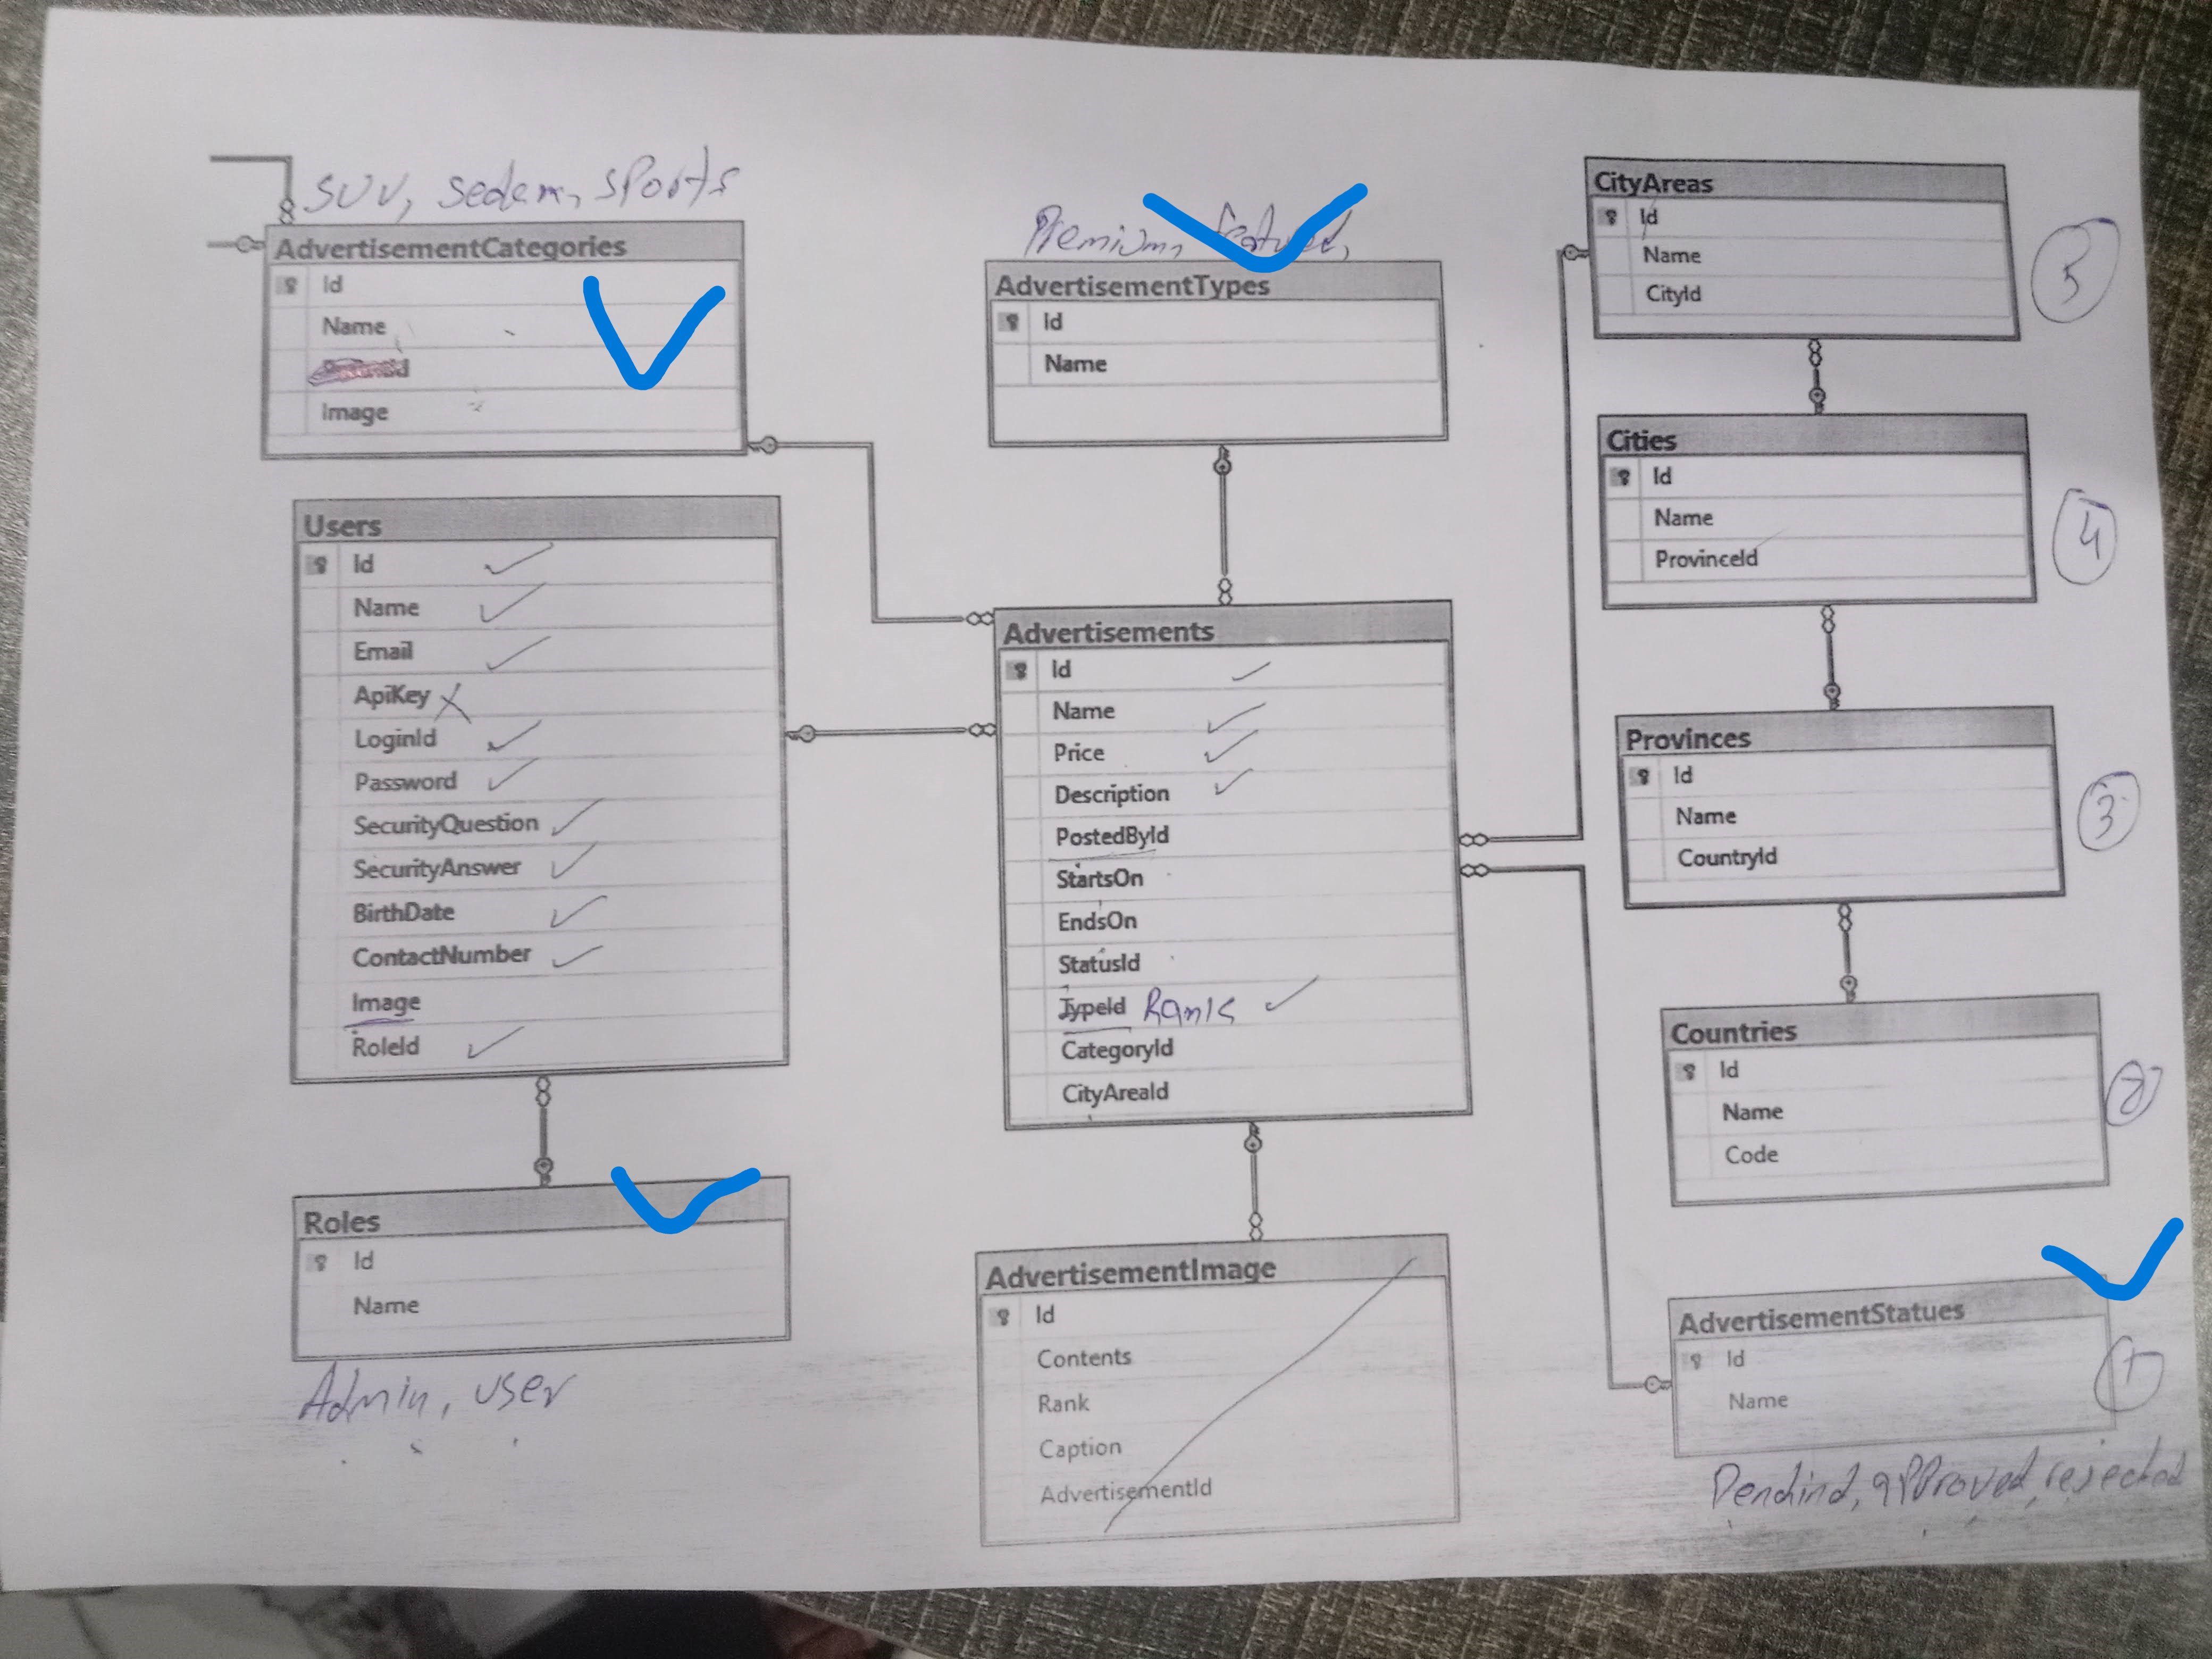 SUV, sedan, sports
AdvertisementCategories
Id
Name
Image
Users
Id
Name
Email
ApiKey
LoginId
Password
SecurityQuestion
SecurityAnswer
BirthDate
ContactNumber
Image
RoleId
Roles
Id
Name
Admin, user
Premium, featured,
AdvertisementTypes
Id
Name
Advertisements
Id
Name
Price
Description
PostedById
StartsOn
EndsOn
StatusId
TypeId Rank
CategoryId
CityAreaId
AdvertisementImage
Id
Contents
Rank
Caption
AdvertisementId
CityAreas
Id
Name
CityId
5
Cities
Id
Name
ProvinceId
4
Provinces
Id
Name
CountryId
3
Countries
Id
Name
Code
2
AdvertisementStatues
Id
Name
1
Pendind, approved, rejected